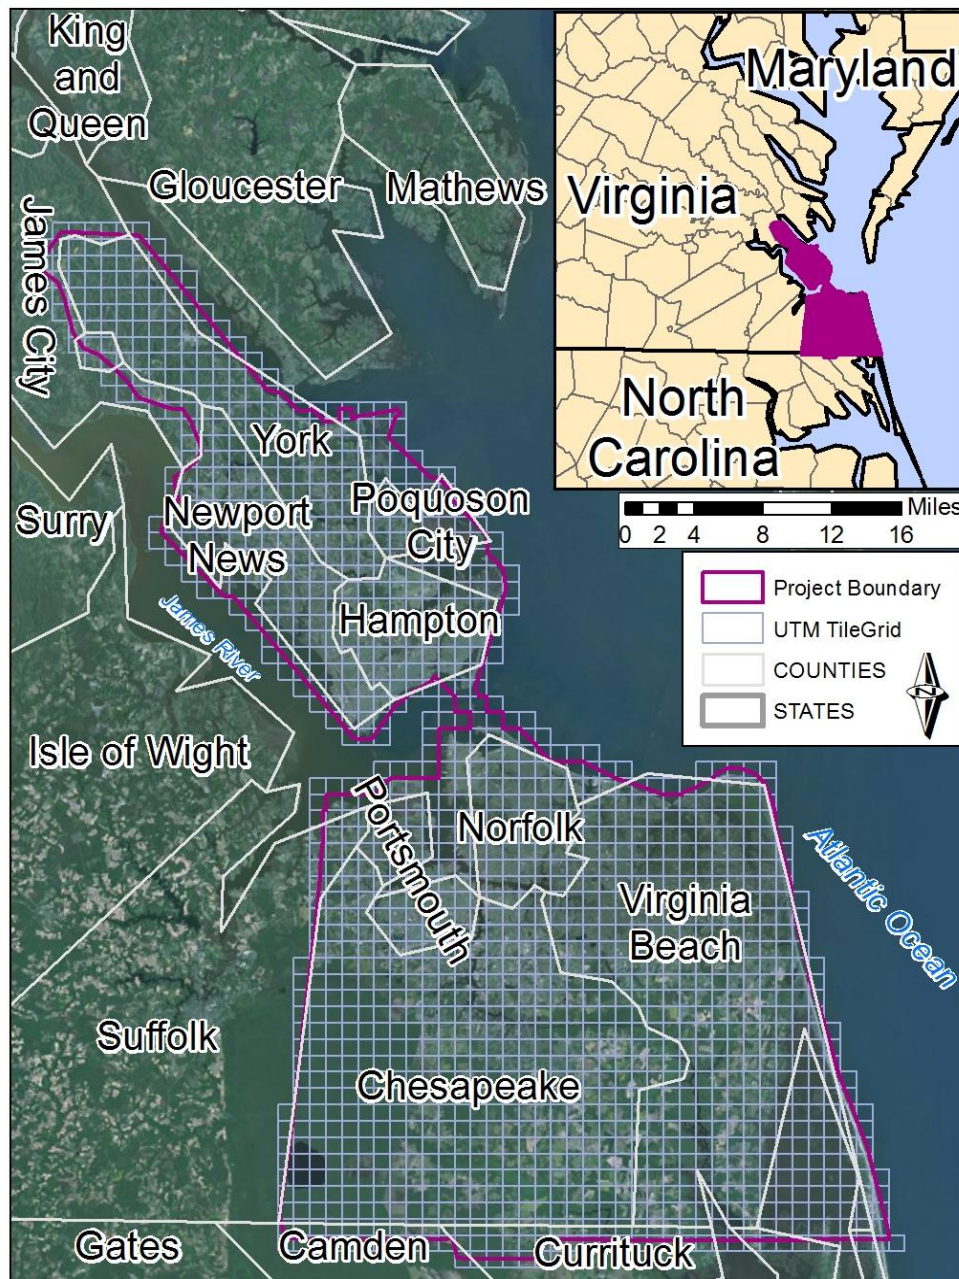 King
and
Queen
Gloucester
Mathews
James City
York
Poquoson
City
Newport
News
Hampton
Surry
James River
Isle of Wight
Portsmouth
Norfolk
Virginia
Beach
Atlantic Ocean
Suffolk
Chesapeake
Gates
Camden
Currituck
Maryland
Virginia
North
Carolina
Miles
0 2 4 8 12 16
Project Boundary
UTM TileGrid
COUNTIES
STATES
N